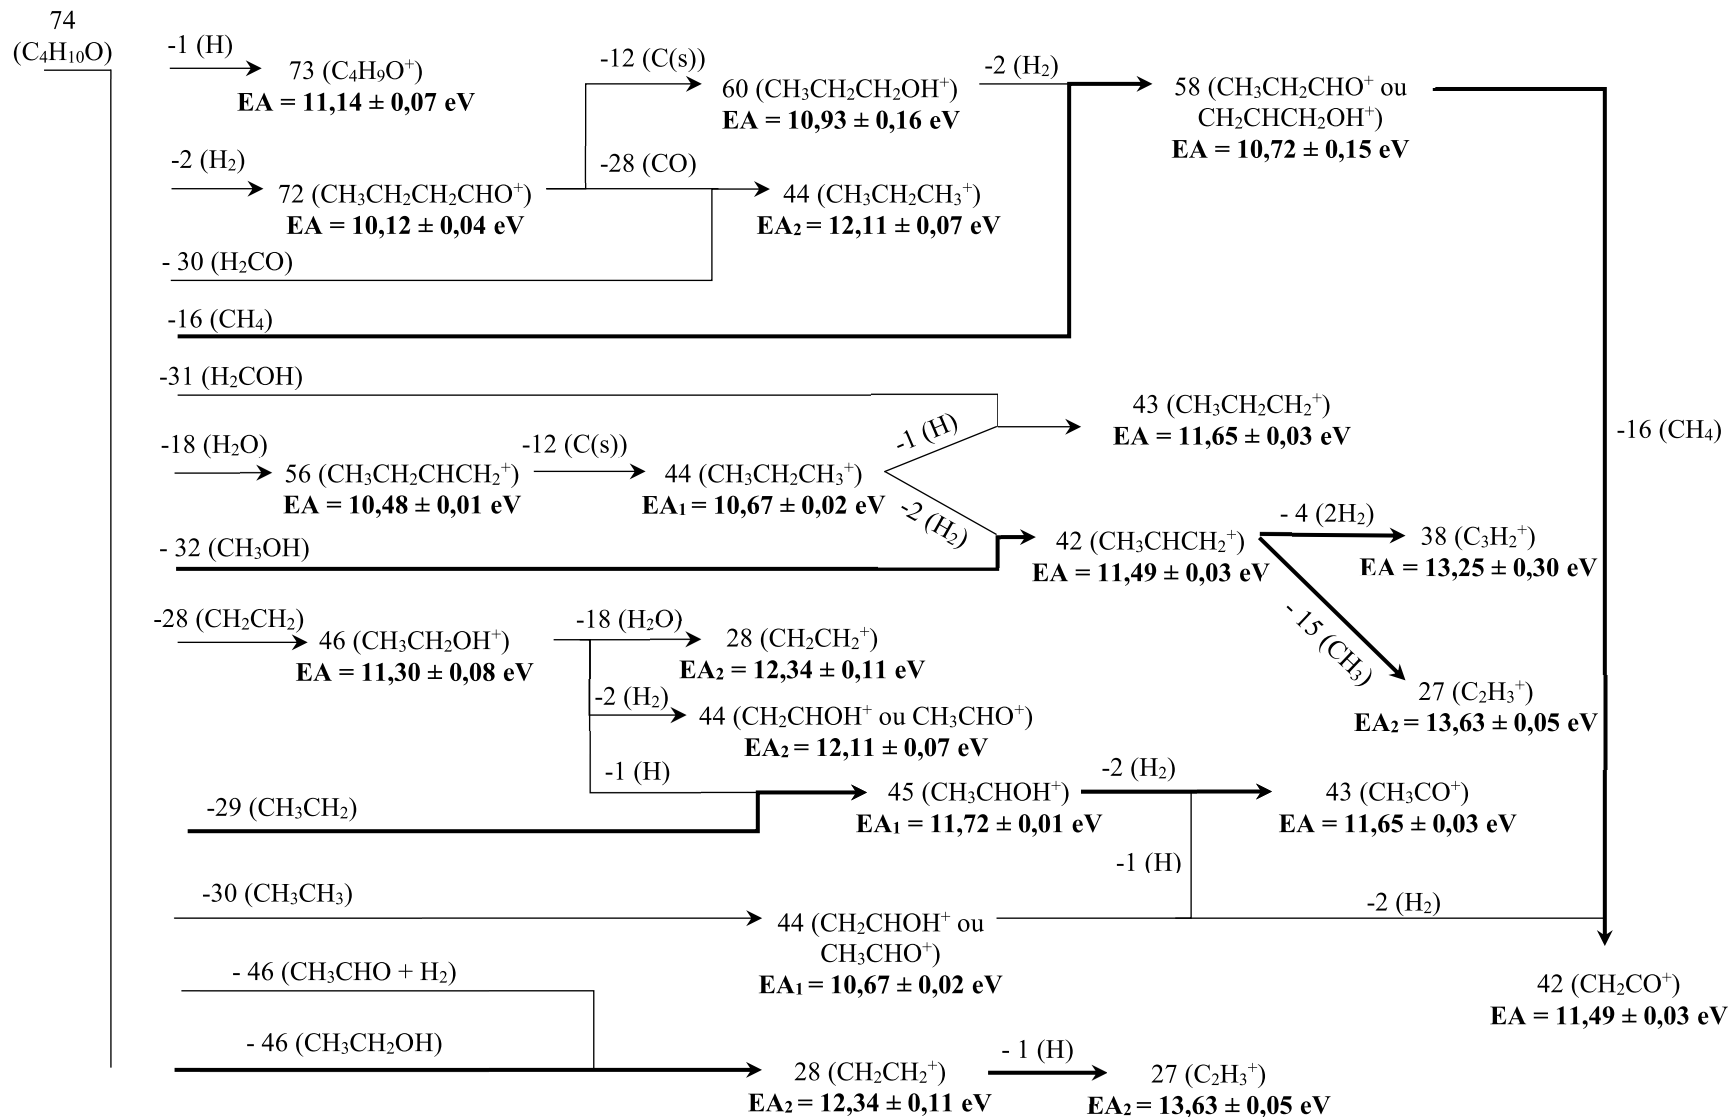 74
(C₄H₁₀O)
-1 (H)
73 (C₄H₉O⁺)
EA = 11,14 ± 0,07 eV
-12 (C(s))
60 (CH₃CH₂CH₂OH⁺)
EA = 10,93 ± 0,16 eV
-2 (H₂)
58 (CH₃CH₂CHO⁺ ou
CH₂CHCH₂OH⁺)
EA = 10,72 ± 0,15 eV
-2 (H₂)
72 (CH₃CH₂CH₂CHO⁺)
EA = 10,12 ± 0,04 eV
-28 (CO)
44 (CH₃CH₂CH₃⁺)
EA₂ = 12,11 ± 0,07 eV
- 30 (H₂CO)
-16 (CH₄)
-31 (H₂COH)
-1 (H)
43 (CH₃CH₂CH₂⁺)
EA = 11,65 ± 0,03 eV
-16 (CH₄)
-18 (H₂O)
56 (CH₃CH₂CHCH₂⁺)
EA = 10,48 ± 0,01 eV
-12 (C(s))
44 (CH₃CH₂CH₃⁺)
EA₁ = 10,67 ± 0,02 eV
-2 (H₂)
- 32 (CH₃OH)
42 (CH₃CHCH₂⁺)
EA = 11,49 ± 0,03 eV
- 4 (2H₂)
38 (C₃H₂⁺)
EA = 13,25 ± 0,30 eV
- 15 (CH₃)
27 (C₂H₃⁺)
EA₂ = 13,63 ± 0,05 eV
-28 (CH₂CH₂)
46 (CH₃CH₂OH⁺)
EA = 11,30 ± 0,08 eV
-18 (H₂O)
28 (CH₂CH₂⁺)
EA₂ = 12,34 ± 0,11 eV
-2 (H₂)
44 (CH₂CHOH⁺ ou CH₃CHO⁺)
EA₂ = 12,11 ± 0,07 eV
-1 (H)
-29 (CH₃CH₂)
45 (CH₃CHOH⁺)
EA₁ = 11,72 ± 0,01 eV
-2 (H₂)
43 (CH₃CO⁺)
EA = 11,65 ± 0,03 eV
-1 (H)
-30 (CH₃CH₃)
44 (CH₂CHOH⁺ ou
CH₃CHO⁺)
EA₁ = 10,67 ± 0,02 eV
-2 (H₂)
42 (CH₂CO⁺)
EA = 11,49 ± 0,03 eV
- 46 (CH₃CHO + H₂)
- 46 (CH₃CH₂OH)
28 (CH₂CH₂⁺)
EA₂ = 12,34 ± 0,11 eV
- 1 (H)
27 (C₂H₃⁺)
EA₂ = 13,63 ± 0,05 eV